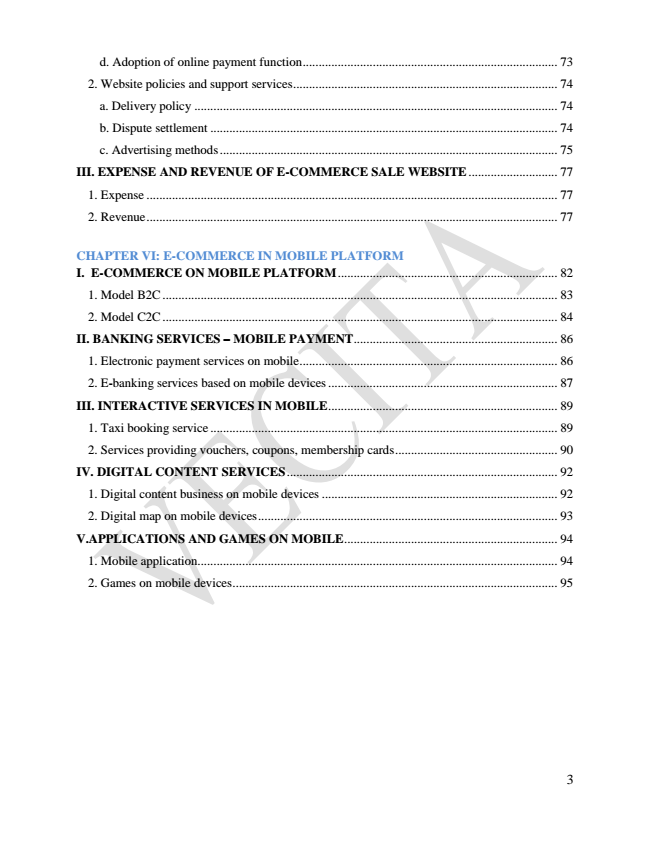 d. Adoption of online payment function.......... 73
2. Website policies and support services.......... 74
a. Delivery policy .......... 74
b. Dispute settlement .......... 74
c. Advertising methods .......... 75
III. EXPENSE AND REVENUE OF E-COMMERCE SALE WEBSITE .......... 77
1. Expense .......... 77
2. Revenue.......... 77
CHAPTER VI: E-COMMERCE IN MOBILE PLATFORM
I. E-COMMERCE ON MOBILE PLATFORM.......... 82
1. Model B2C .......... 83
2. Model C2C .......... 84
II. BANKING SERVICES – MOBILE PAYMENT.......... 86
1. Electronic payment services on mobile.......... 86
2. E-banking services based on mobile devices .......... 87
III. INTERACTIVE SERVICES IN MOBILE.......... 89
1. Taxi booking service .......... 89
2. Services providing vouchers, coupons, membership cards.......... 90
IV. DIGITAL CONTENT SERVICES.......... 92
1. Digital content business on mobile devices .......... 92
2. Digital map on mobile devices.......... 93
V.APPLICATIONS AND GAMES ON MOBILE.......... 94
1. Mobile application.......... 94
2. Games on mobile devices.......... 95
VECITA
3